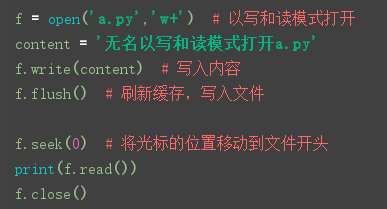 f = open('a.py','w+')  # 以写和读模式打开
content = '无名以写和读模式打开a.py'
f.write(content)  # 写入内容
f.flush()  # 刷新缓存，写入文件
f.seek(0)  # 将光标的位置移动到文件开头
print(f.read())
f.close()